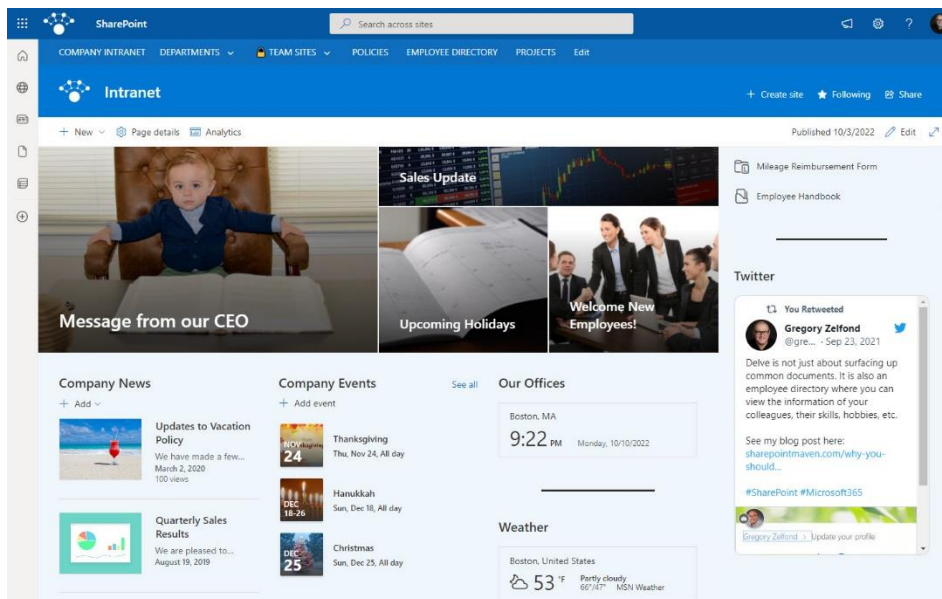 SharePoint
Search across sites
?
COMPANY INTRANET DEPARTMENTS TEAM SITES POLICIES EMPLOYEE DIRECTORY PROJECTS Edit
Intranet
+ Create site Following Share
+ New Page details Analytics
Published 10/3/2022 Edit
Message from our CEO
Sales Update
Upcoming Holidays
Welcome New
Employees!
Mileage Reimbursement Form
Employee Handbook
Twitter
You Retweeted
Gregory Zelfond
@gre... · Sep 23, 2021
Delve is not just about surfacing up
common documents. It is also an
employee directory where you can
view the information of your
colleagues, their skills, hobbies, etc.
See my blog post here:
sharepointmaven.com/why-you-
should...
#SharePoint #Microsoft365
Gregory Zelfond > Update your profile
Company News
+ Add
Updates to Vacation
Policy
We have made a few...
March 2, 2020
100 views
Quarterly Sales
Results
We are pleased to...
August 19, 2019
Company Events
See all
+ Add event
NOV
24
Thanksgiving
Thu, Nov 24, All day
DEC
18-26
Hanukkah
Sun, Dec 18, All day
DEC
25
Christmas
Sun, Dec 25, All day
Our Offices
Boston, MA
9:22 PM Monday, 10/10/2022
Weather
Boston, United States
53 °F Partly cloudy
66°/47° MSN Weather